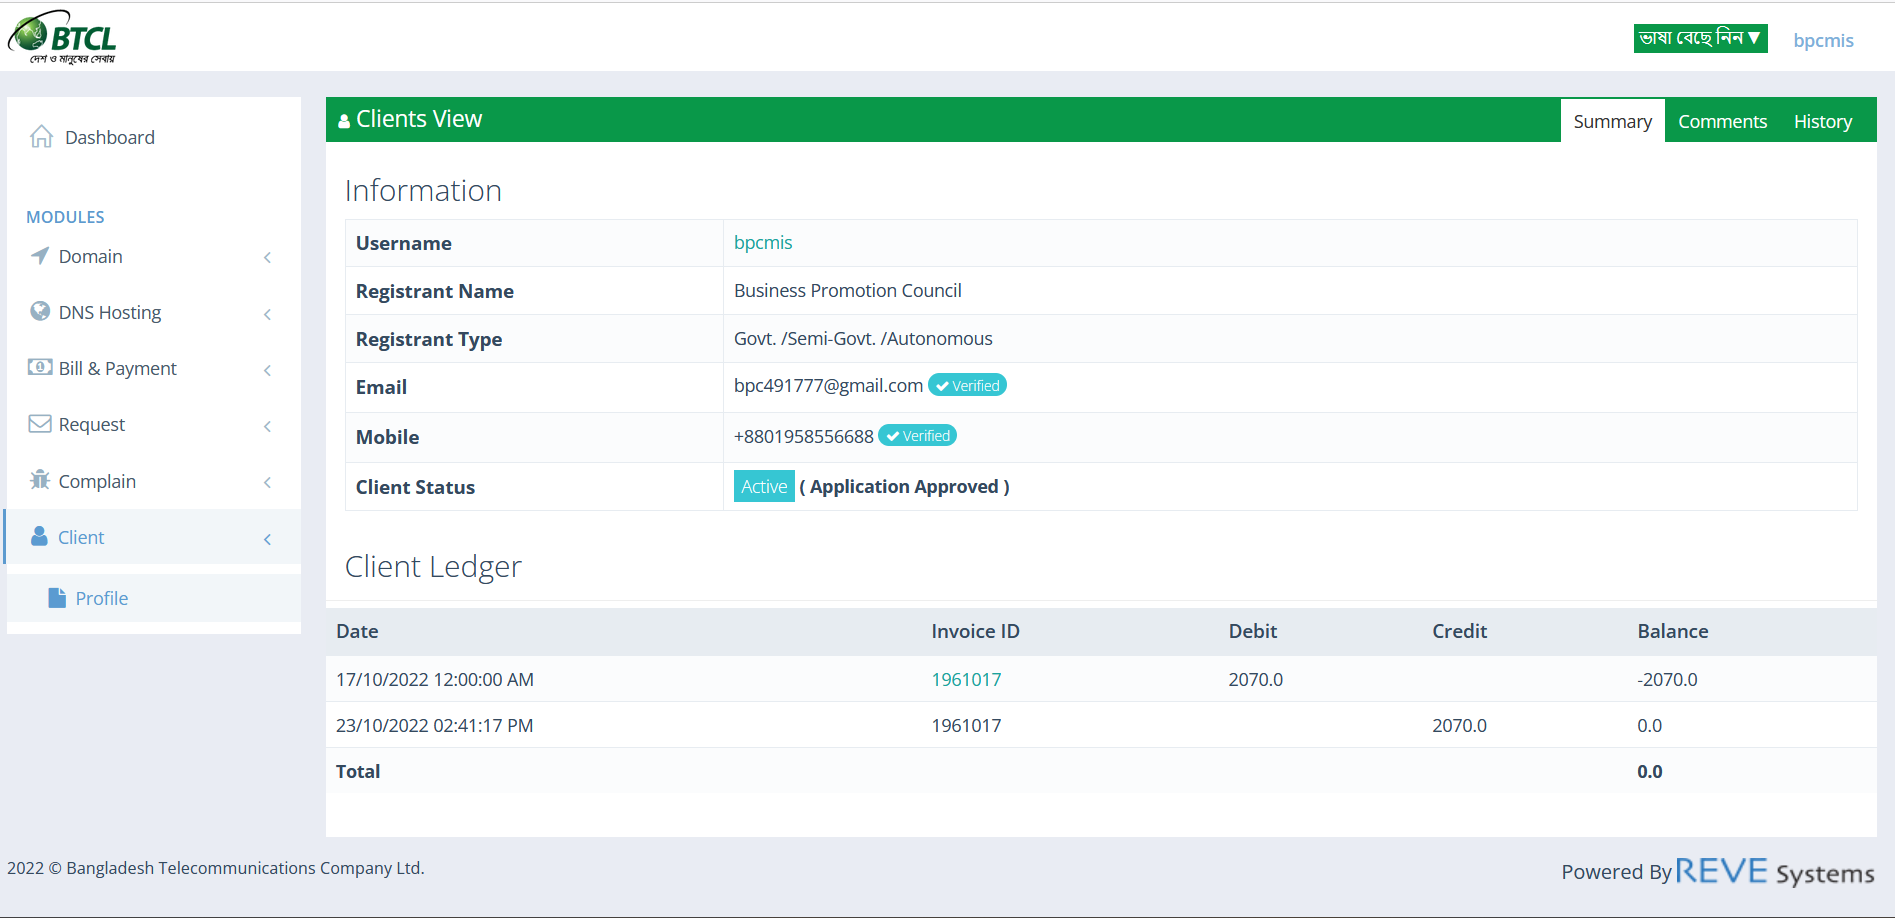 BTCL
দেশ ও মানুষের সেবায়
ভাষা বেছে নিন ▼ bpcmis
Dashboard
MODULES
Domain
DNS Hosting
Bill & Payment
Request
Complain
Client
Profile
Clients View Summary Comments History
Information
Username bpcmis
Registrant Name Business Promotion Council
Registrant Type Govt. /Semi-Govt. /Autonomous
Email bpc491777@gmail.com Verified
Mobile +8801958556688 Verified
Client Status Active ( Application Approved )
Client Ledger
Date Invoice ID Debit Credit Balance
17/10/2022 12:00:00 AM 1961017 2070.0 -2070.0
23/10/2022 02:41:17 PM 1961017 2070.0 0.0
Total 0.0
2022 © Bangladesh Telecommunications Company Ltd. Powered By REVE Systems